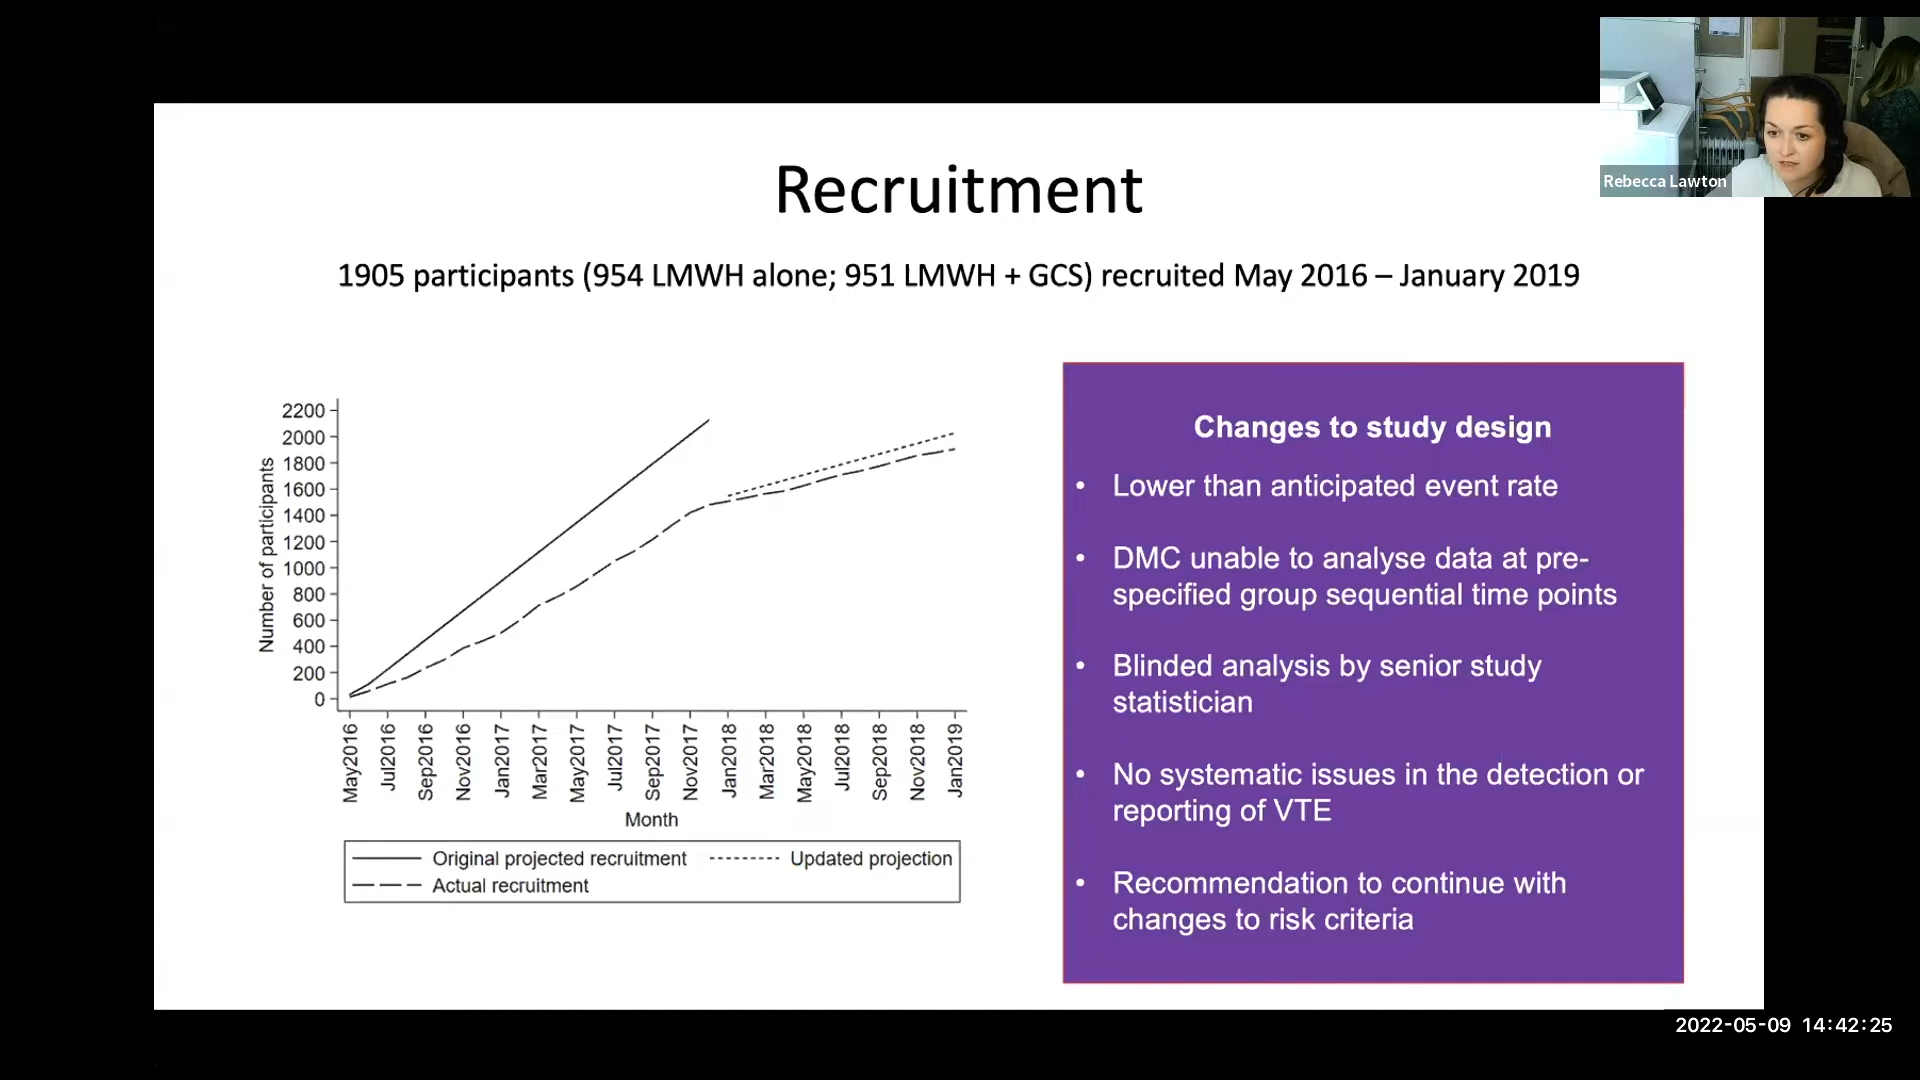 Rebecca Lawton
Recruitment
1905 participants (954 LMWH alone; 951 LMWH + GCS) recruited May 2016 – January 2019
2200
2000
1800
1600
1400
1200
1000
800
600
400
200
0
Number of participants
May2016
Jul2016
Sep2016
Nov2016
Jan2017
Mar2017
May2017
Jul2017
Sep2017
Nov2017
Jan2018
Mar2018
May2018
Jul2018
Sep2018
Nov2018
Jan2019
Month
Original projected recruitment
Updated projection
Actual recruitment
Changes to study design
• Lower than anticipated event rate
• DMC unable to analyse data at pre-
specified group sequential time points
• Blinded analysis by senior study
statistician
• No systematic issues in the detection or
reporting of VTE
• Recommendation to continue with
changes to risk criteria
2022-05-09 14:42:25